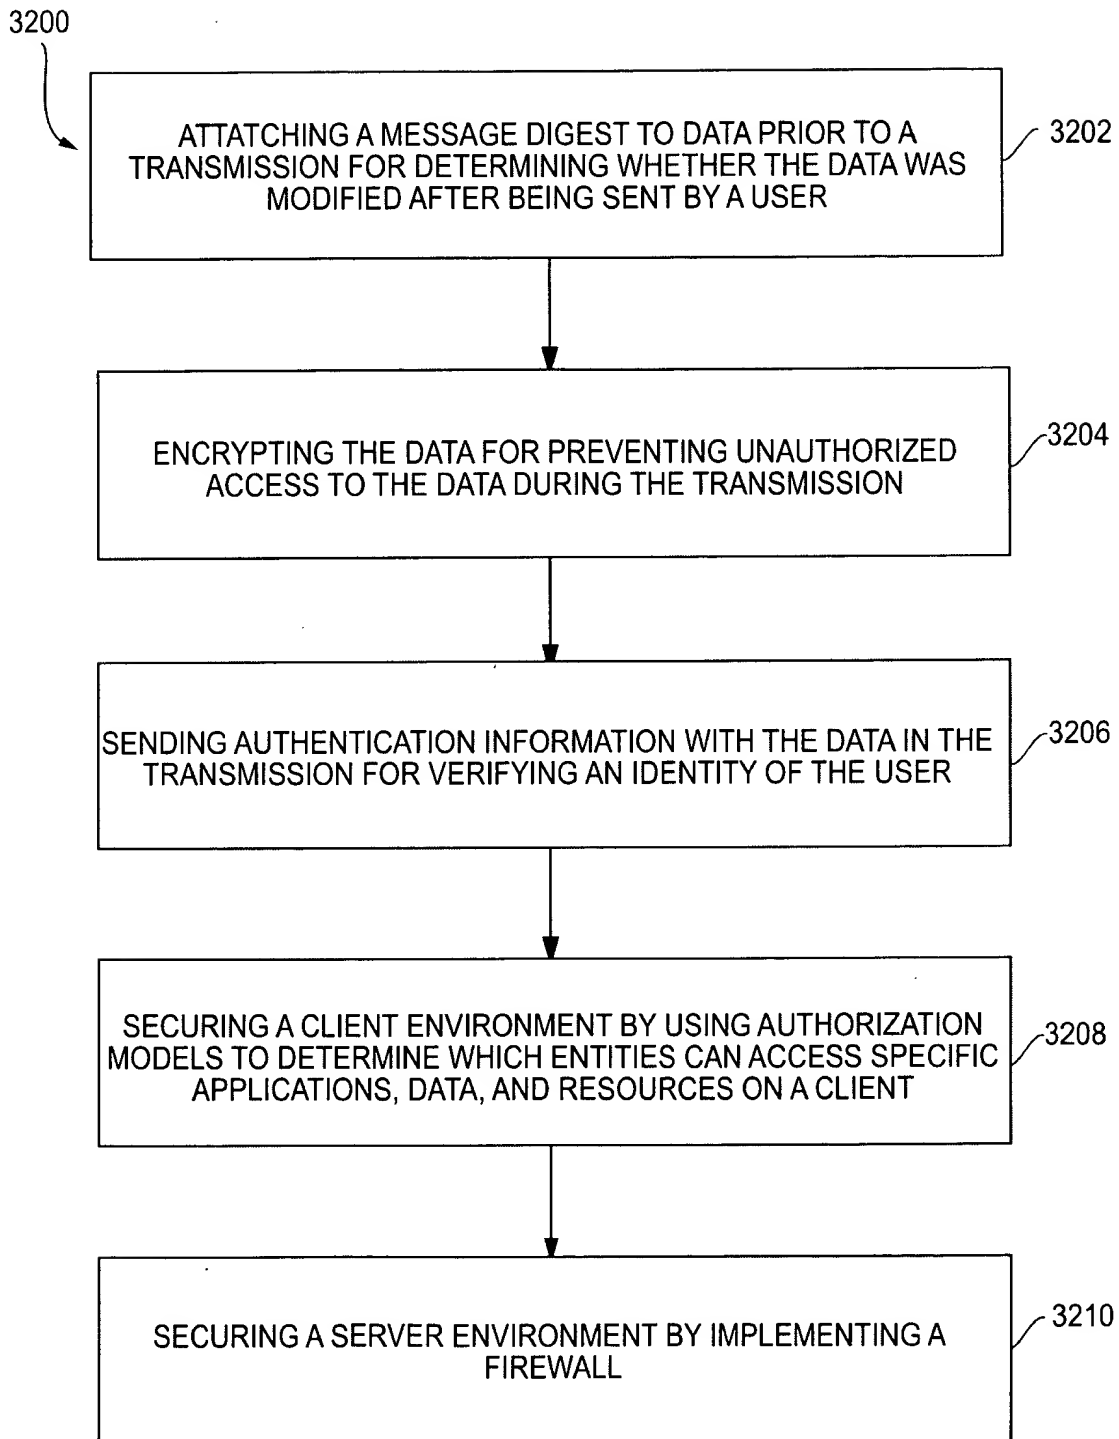 3200
ATTATCHING A MESSAGE DIGEST TO DATA PRIOR TO A
TRANSMISSION FOR DETERMINING WHETHER THE DATA WAS
MODIFIED AFTER BEING SENT BY A USER
3202
ENCRYPTING THE DATA FOR PREVENTING UNAUTHORIZED
ACCESS TO THE DATA DURING THE TRANSMISSION
3204
SENDING AUTHENTICATION INFORMATION WITH THE DATA IN THE
TRANSMISSION FOR VERIFYING AN IDENTITY OF THE USER
3206
SECURING A CLIENT ENVIRONMENT BY USING AUTHORIZATION
MODELS TO DETERMINE WHICH ENTITIES CAN ACCESS SPECIFIC
APPLICATIONS, DATA, AND RESOURCES ON A CLIENT
3208
SECURING A SERVER ENVIRONMENT BY IMPLEMENTING A
FIREWALL
3210